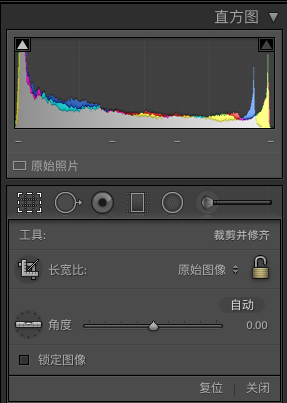 直方图
原始照片
工具: 裁剪并修齐
长宽比: 原始图像
自动
角度 0.00
锁定图像
复位 关闭